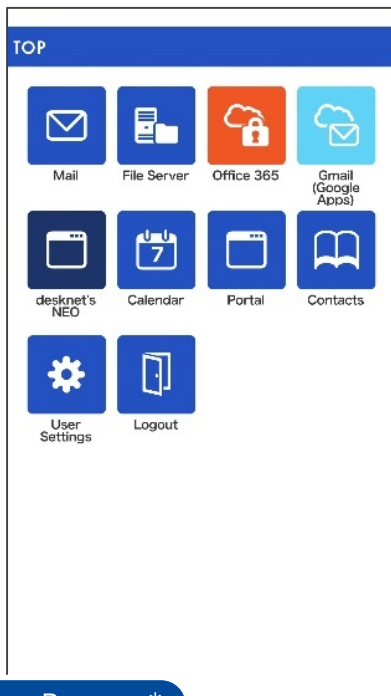 TOP
Mail
File Server
Office 365
Gmail
(Google
Apps)
desknet's
NEO
7
Calendar
Portal
Contacts
User
Settings
Logout